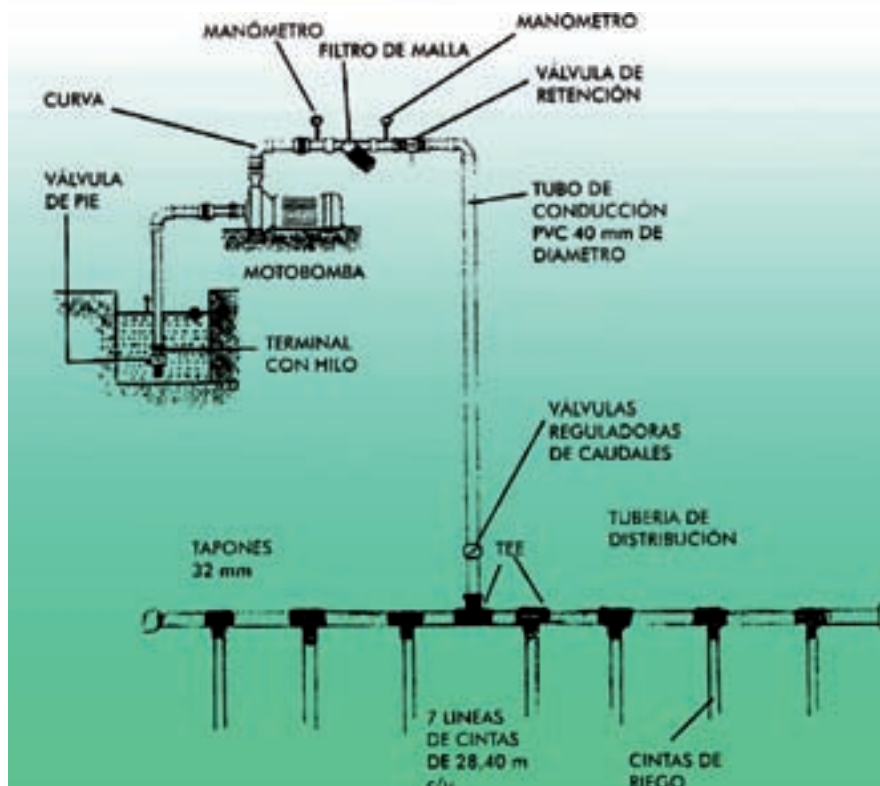 MANÓMETRO
MANÓMETRO
FILTRO DE MALLA
VÁLVULA DE
RETENCIÓN
CURVA
VÁLVULA
DE PIE
TUBO DE
CONDUCCIÓN
PVC 40 mm DE
DIAMETRO
MOTOBOMBA
TERMINAL
CON HILO
VÁLVULAS
REGULADORAS
DE CAUDALES
TUBERIA DE
DISTRIBUCIÓN
TAPONES
32 mm
TEE
7 LINEAS
DE CINTAS
DE 28,40 m
c/u
CINTAS DE
RIEGO